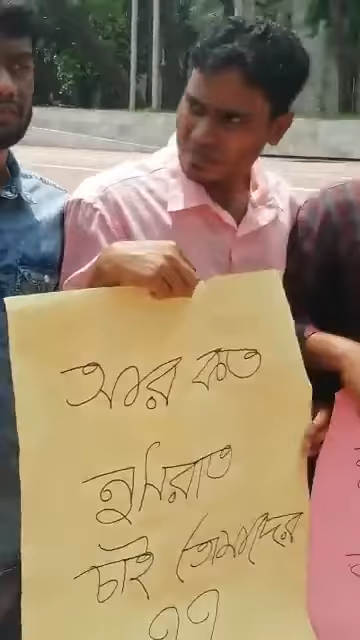 আর কত
নুসরাত
চাই তোমাদের